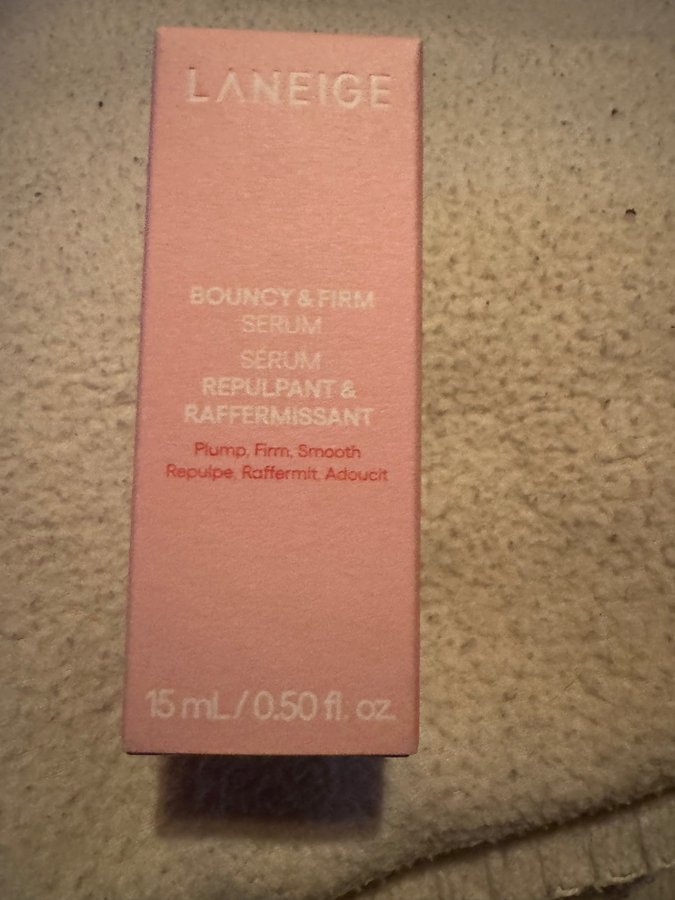 LANEIGE
BOUNCY & FIRM
SERUM
SÉRUM
REPULPANT &
RAFFERMISSANT
Plump, Firm, Smooth
Repulpe, Raffermit, Adoucit
15 mL / 0.50 fl. oz.